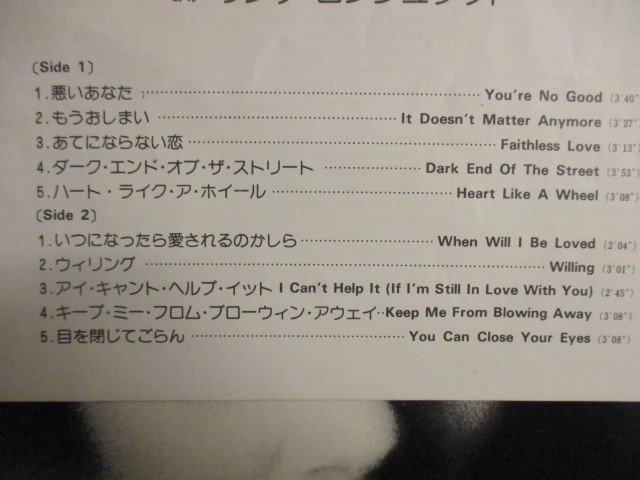 〔Side 1〕
1.悪いあなた ························ You're No Good (3'40"
2.もうおしまい ························ It Doesn't Matter Anymore (3'27"
3.あてにならない恋 ························ Faithless Love (3'13")
4.ダーク・エンド・オブ・ザ・ストリート ············ Dark End Of The Street (3'53")
5.ハート・ライク・ア・ホイール ·················· Heart Like A Wheel (3'08")
〔Side 2〕
1.いつになったら愛されるのかしら ·············· When Will I Be Loved (2'04")
2.ウィリング ···························· Willing (3'01")
3.アイ・キャント・ヘルプ・イット I Can't Help It (If I'm Still In Love With You) (2'45")
4.キープ・ミー・フロム・ブローウィン・アウェイ··Keep Me From Blowing Away (3'08")
5.目を閉じてごらん ························ You Can Close Your Eyes (3'08")